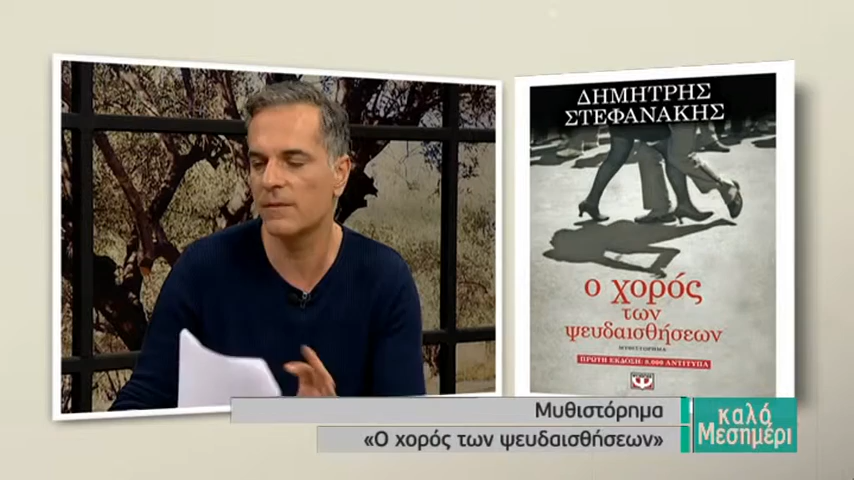 ΔΗΜΗΤΡΗΣ
ΣΤΕΦΑΝΑΚΗΣ
Ο χορός
των
ψευδαισθήσεων
ΜΥΘΙΣΤΟΡΗΜΑ
ΠΡΩΤΗ ΕΚΔΟΣΗ: 5.000 ΑΝΤΙΤΥΠΑ
Μυθιστόρημα
«Ο χορός των ψευδαισθήσεων»
καλό
Μεσημέρι